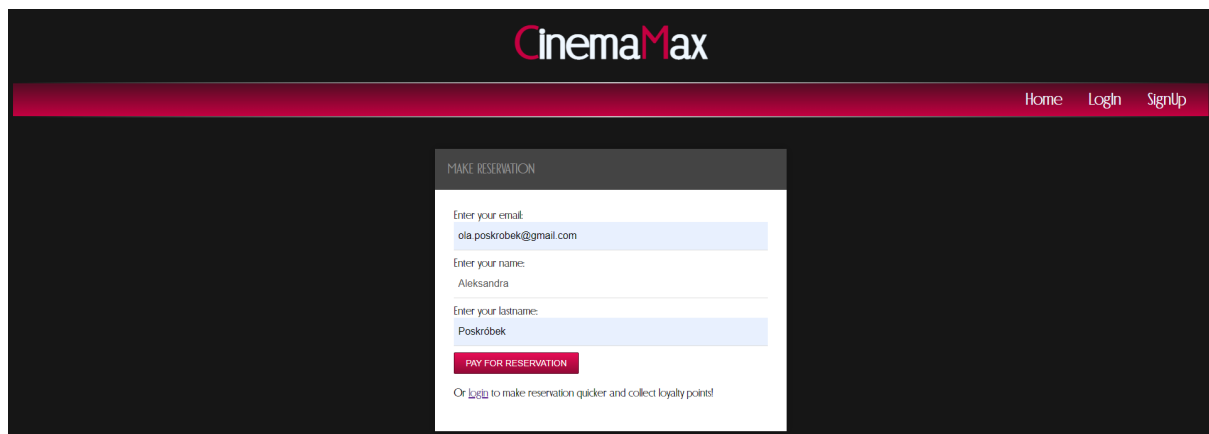 CinemaMax
Home LogIn SignUp
MAKE RESERVATION
Enter your email:
ola.poskrobek@gmail.com
Enter your name:
Aleksandra
Enter your lastname:
Poskróbek
PAY FOR RESERVATION
Or login to make reservation quicker and collect loyalty points!